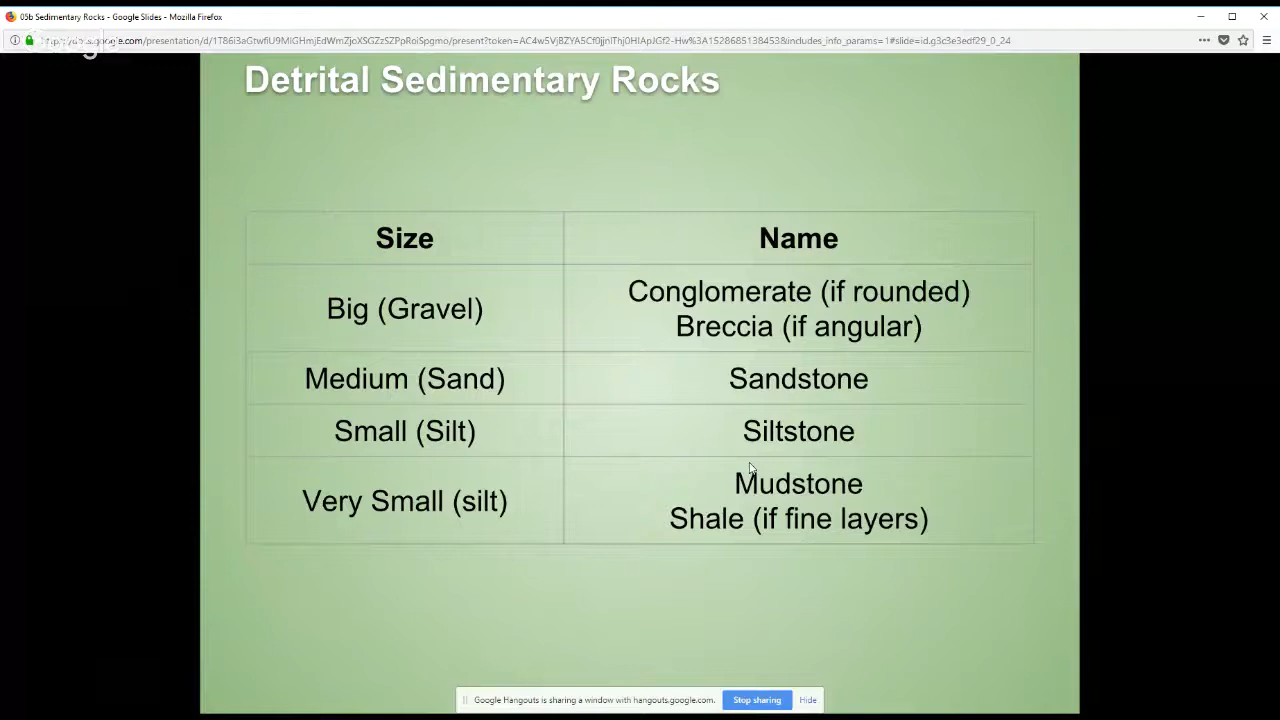 05b Sedimentary Rocks - Google Slides - Mozilla Firefox
Detrital Sedimentary Rocks
Size
Name
Big (Gravel)
Conglomerate (if rounded)
Breccia (if angular)
Medium (Sand)
Sandstone
Small (Silt)
Siltstone
Very Small (silt)
Mudstone
Shale (if fine layers)
Google Hangouts is sharing a window with hangouts.google.com.
Stop sharing
Hide